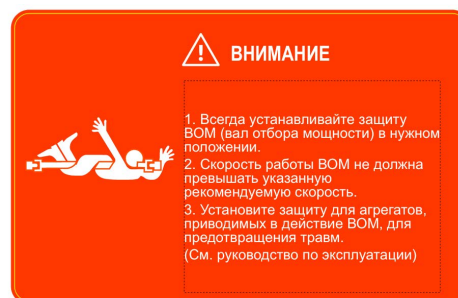 ВНИМАНИЕ
1. Всегда устанавливайте защиту
ВОМ (вал отбора мощности) в нужном
положении.
2. Скорость работы ВОМ не должна
превышать указанную
рекомендуемую скорость.
3. Установите защиту для агрегатов,
приводимых в действие ВОМ, для
предотвращения травм.
(См. руководство по эксплуатации)